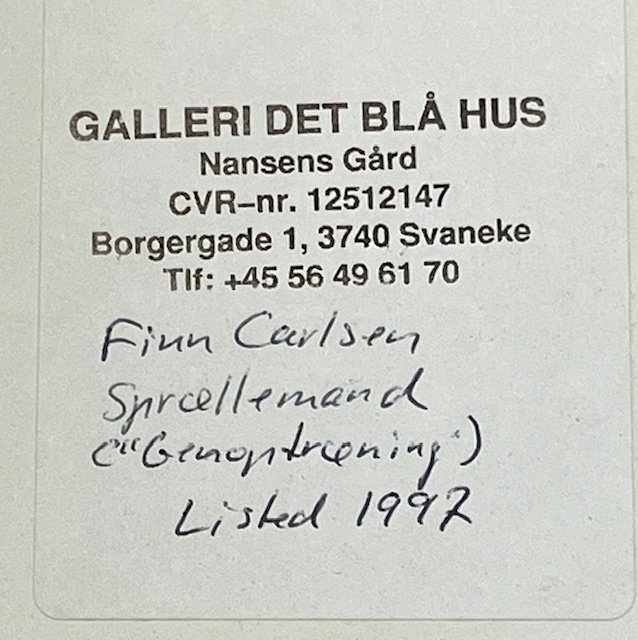 GALLERI DET BLÅ HUS
Nansens Gård
CVR-nr. 12512147
Borgergade 1, 3740 Svaneke
Tlf: +45 56 49 61 70
Finn Carlsen
Sprællemand
("Genoptræning")
Listed 1997